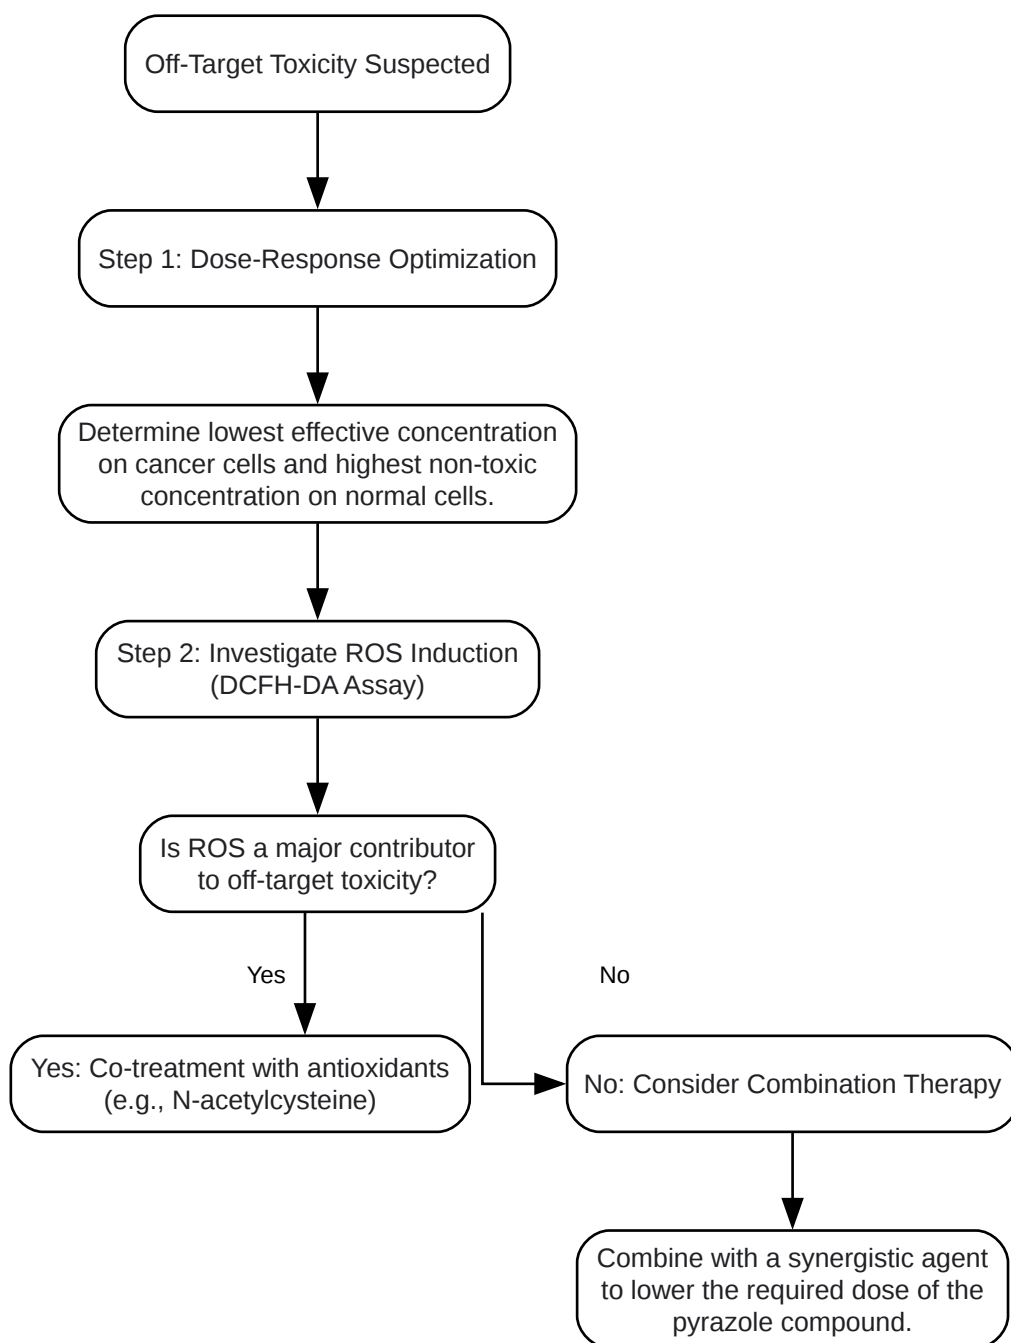 Off-Target Toxicity Suspected
Step 1: Dose-Response Optimization
Determine lowest effective concentration
on cancer cells and highest non-toxic
concentration on normal cells.
Step 2: Investigate ROS Induction
(DCFH-DA Assay)
Is ROS a major contributor
to off-target toxicity?
Yes
No
Yes: Co-treatment with antioxidants
(e.g., N-acetylcysteine)
No: Consider Combination Therapy
Combine with a synergistic agent
to lower the required dose of the
pyrazole compound.